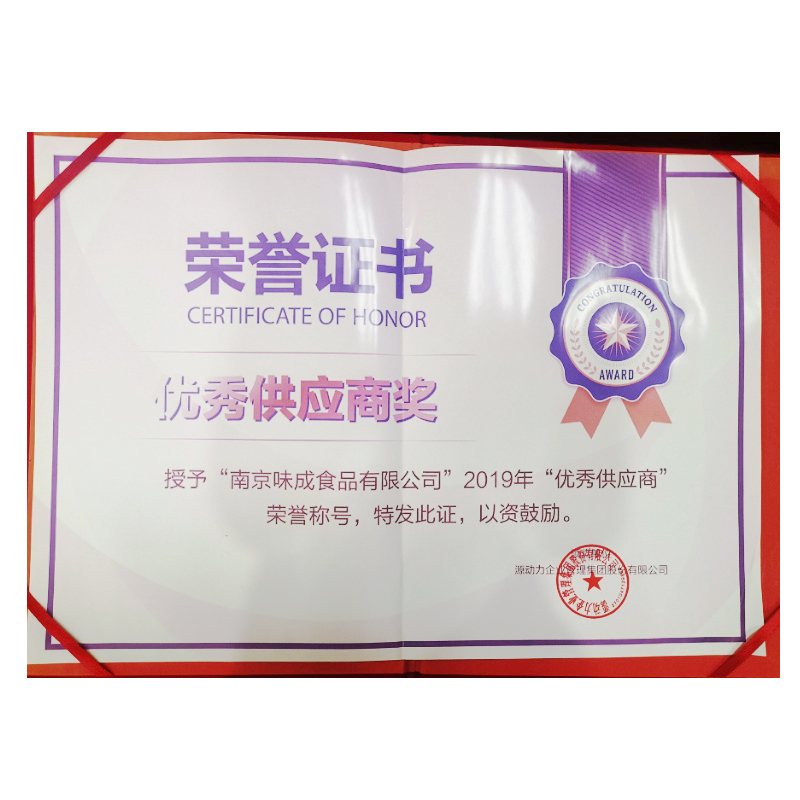 荣誉证书
CERTIFICATE OF HONOR
CONGRATULATION
AWARD
优秀供应商奖
授予“南京味成食品有限公司”2019年“优秀供应商”
荣誉称号，特发此证，以资鼓励。
源动力企业管理集团股份有限公司